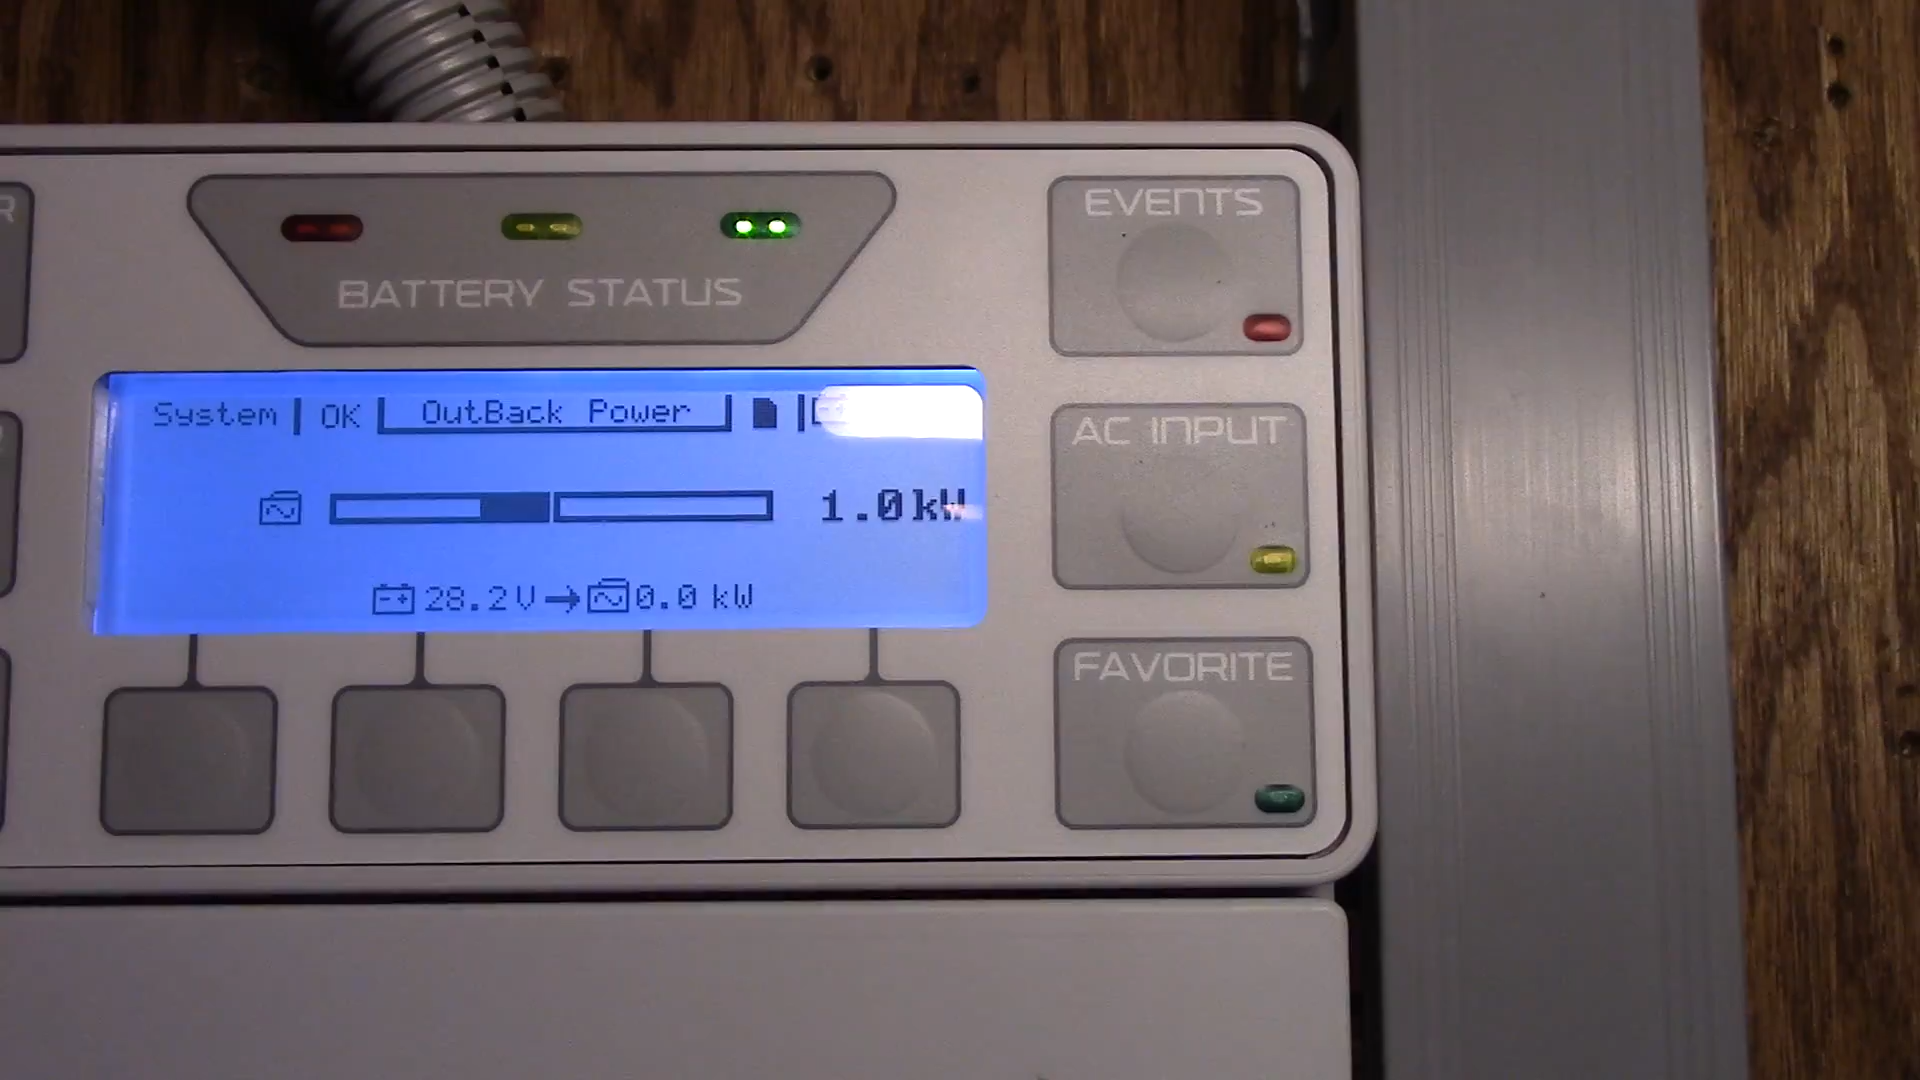 R
BATTERY STATUS
EVENTS
System | OK OutBack Power
1.0kW
28.2V → 0.0 kW
AC INPUT
FAVORITE